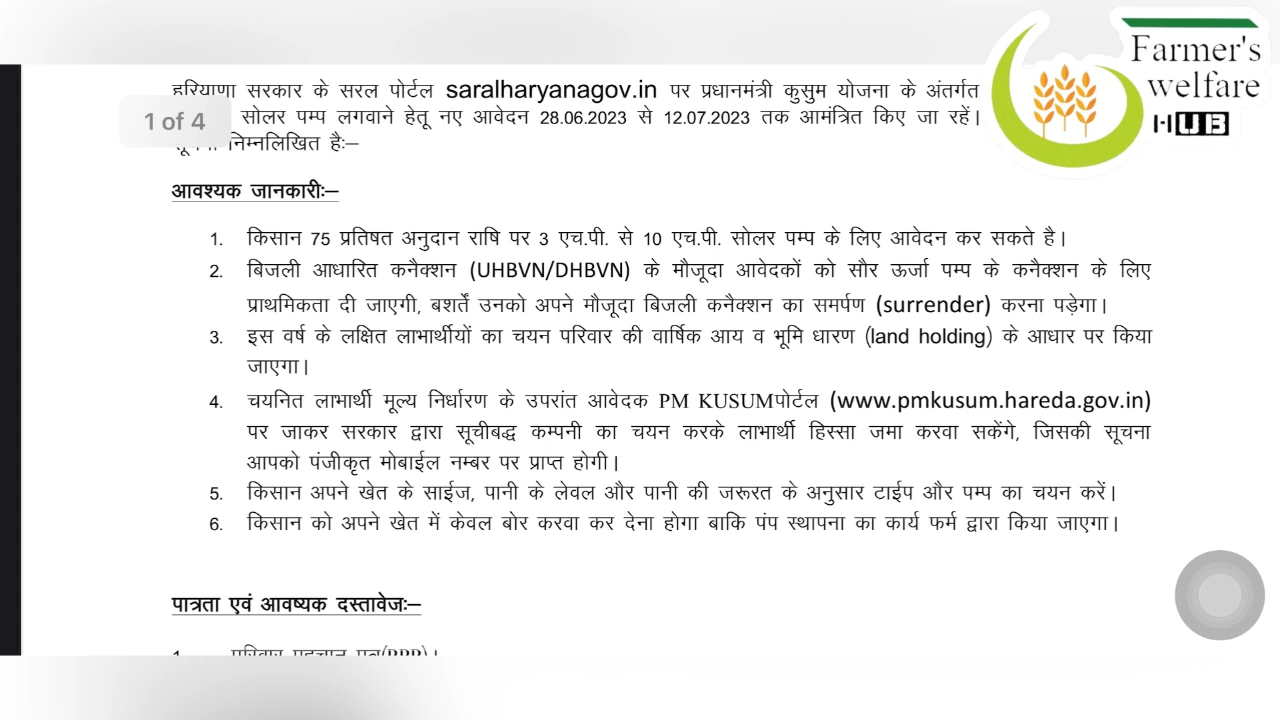 हरियाणा सरकार के सरल पोर्टल saralharyanagov.in पर प्रधानमंत्री कुसुम योजना के अंतर्गत
सोलर पम्प लगवाने हेतू नए आवेदन 28.06.2023 से 12.07.2023 तक आमंत्रित किए जा रहें।
1 of 4
निम्नलिखित हैः–
Farmer's
welfare
HUB
आवश्यक जानकारीः–
1. किसान 75 प्रतिषत अनुदान राषि पर 3 एच.पी. से 10 एच.पी. सोलर पम्प के लिए आवेदन कर सकते है।
2. बिजली आधारित कनैक्शन (UHBVN/DHBVN) के मौजूदा आवेदकों को सौर ऊर्जा पम्प के कनैक्शन के लिए
प्राथमिकता दी जाएगी, बशर्तें उनको अपने मौजूदा बिजली कनैक्शन का समर्पण (surrender) करना पड़ेगा।
3. इस वर्ष के लक्षित लाभार्थीयों का चयन परिवार की वार्षिक आय व भूमि धारण (land holding) के आधार पर किया
जाएगा।
4. चयनित लाभार्थी मूल्य निर्धारण के उपरांत आवेदक PM KUSUMपोर्टल (www.pmkusum.hareda.gov.in)
पर जाकर सरकार द्वारा सूचीबद्ध कम्पनी का चयन करके लाभार्थी हिस्सा जमा करवा सकेंगे, जिसकी सूचना
आपको पंजीकृत मोबाईल नम्बर पर प्राप्त होगी।
5. किसान अपने खेत के साईज, पानी के लेवल और पानी की जरूरत के अनुसार टाईप और पम्प का चयन करें।
6. किसान को अपने खेत में केवल बोर करवा कर देना होगा बाकि पंप स्थापना का कार्य फर्म द्वारा किया जाएगा।
पात्रता एवं आवष्यक दस्तावेजः–